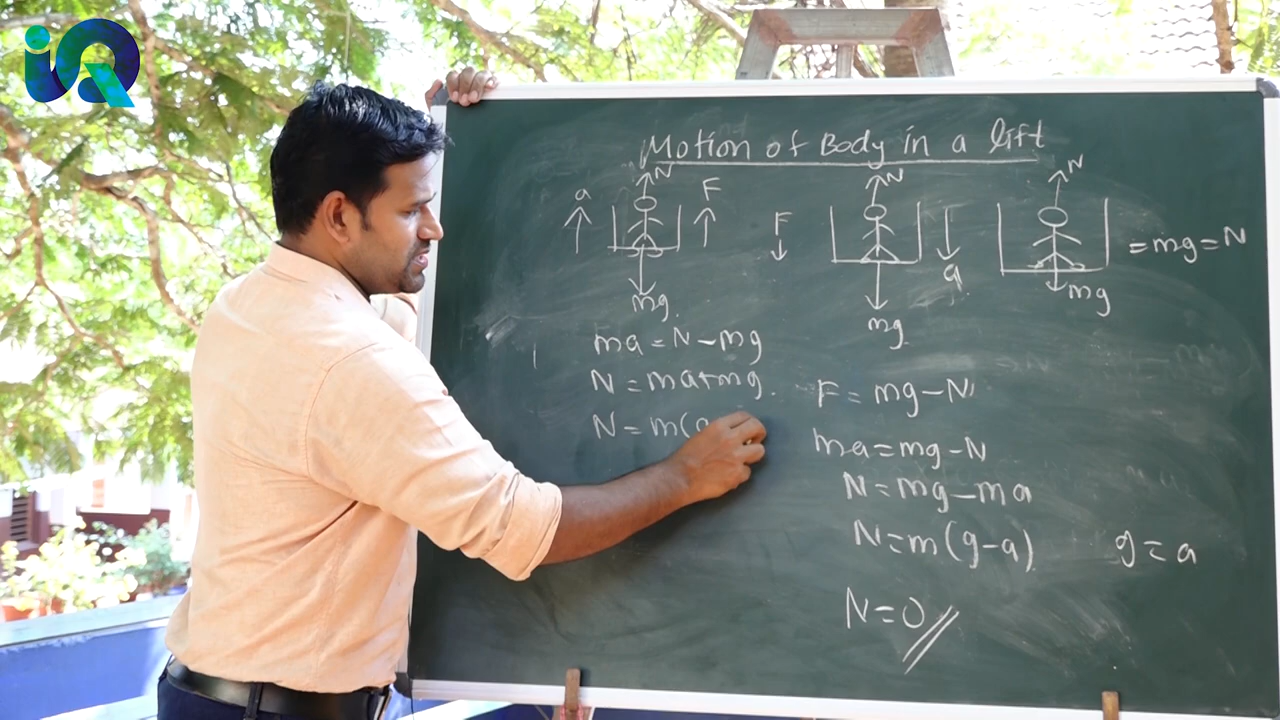 iQ
Motion of Body in a lift
a
N
F
mg.
ma = N - mg
N = ma + mg.
N = m(
F
N
a
mg
F = mg - N
ma = mg - N
N = mg - ma
N = m(g - a)
g = a
N = 0
N
mg
= mg = N